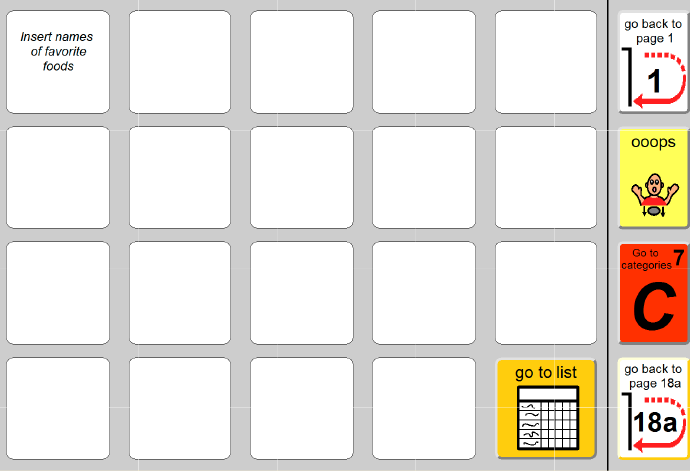 Insert names
of favorite
foods
go back to
page 1
1
ooops
Go to
categories 7
C
go to list
go back to
page 18a
18a